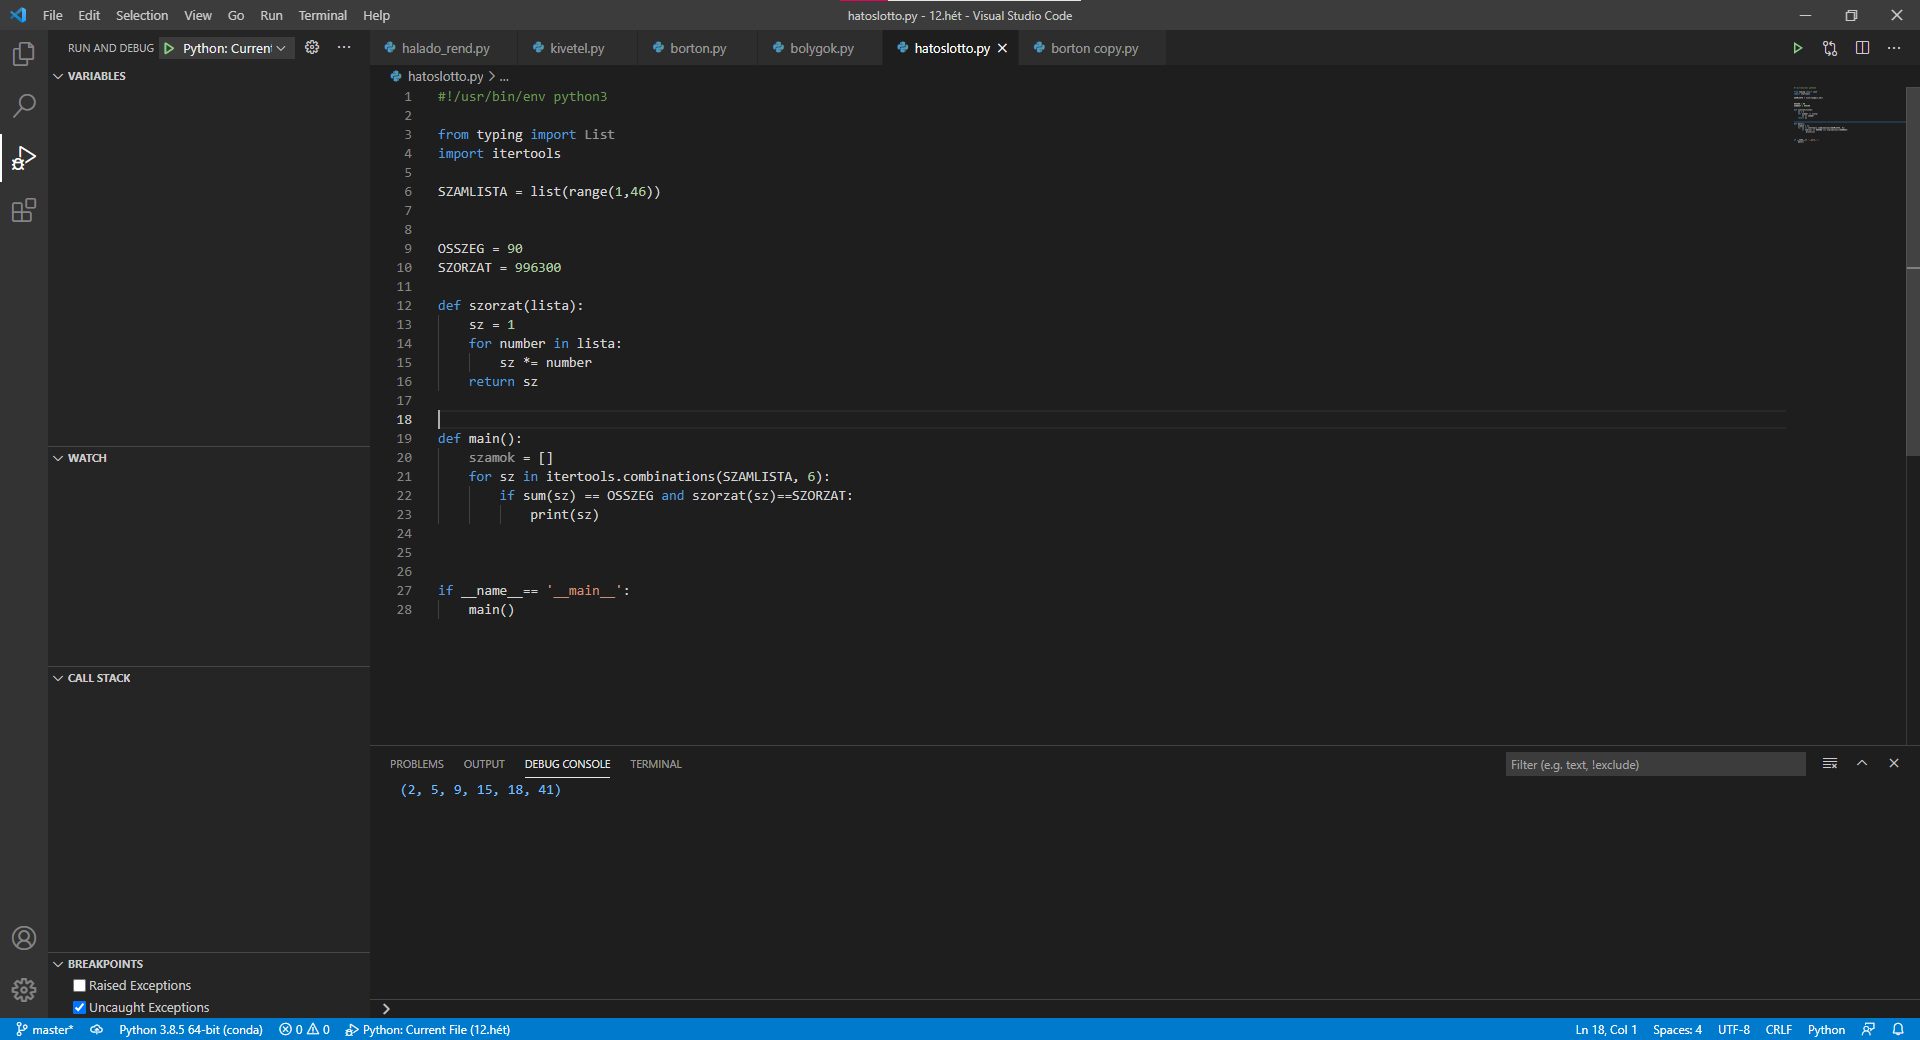 File Edit Selection View Go Run Terminal Help
hatoslotto.py - 12.hét - Visual Studio Code
RUN AND DEBUG Python: Current
halado_rend.py kivetel.py borton.py bolygok.py hatoslotto.py borton copy.py
VARIABLES
hatoslotto.py > ...
1 #!/usr/bin/env python3
2
3 from typing import List
4 import itertools
5
6 SZAMLISTA = list(range(1,46))
7
8
9 OSSZEG = 90
10 SZORZAT = 996300
11
12 def szorzat(lista):
13 sz = 1
14 for number in lista:
15 sz *= number
16 return sz
17
18
19 def main():
20 szamok = []
21 for sz in itertools.combinations(SZAMLISTA, 6):
22 if sum(sz) == OSSZEG and szorzat(sz)==SZORZAT:
23 print(sz)
24
25
26
27 if __name__== '__main__':
28 main()
WATCH
CALL STACK
BREAKPOINTS
Raised Exceptions
Uncaught Exceptions
PROBLEMS OUTPUT DEBUG CONSOLE TERMINAL
Filter (e.g. text, !exclude)
(2, 5, 9, 15, 18, 41)
master* Python 3.8.5 64-bit (conda) 0 0 Python: Current File (12.hét)
Ln 18, Col 1 Spaces: 4 UTF-8 CRLF Python